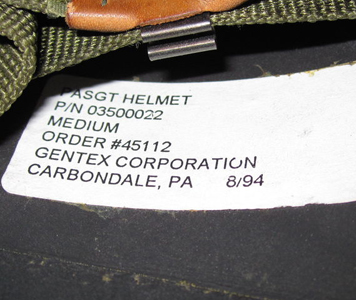 PASGT HELMET
P/N 03500022
MEDIUM
ORDER #45112
GENTEX CORPORATION
CARBONDALE, PA 8/94